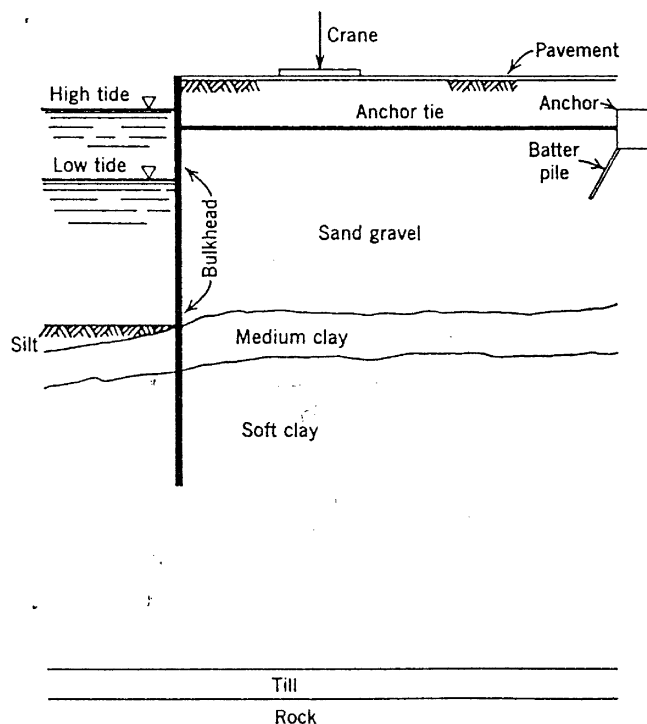 Crane
Pavement
High tide
Anchor tie
Anchor
Low tide
Batter
pile
Bulkhead
Sand gravel
Silt
Medium clay
Soft clay
Till
Rock